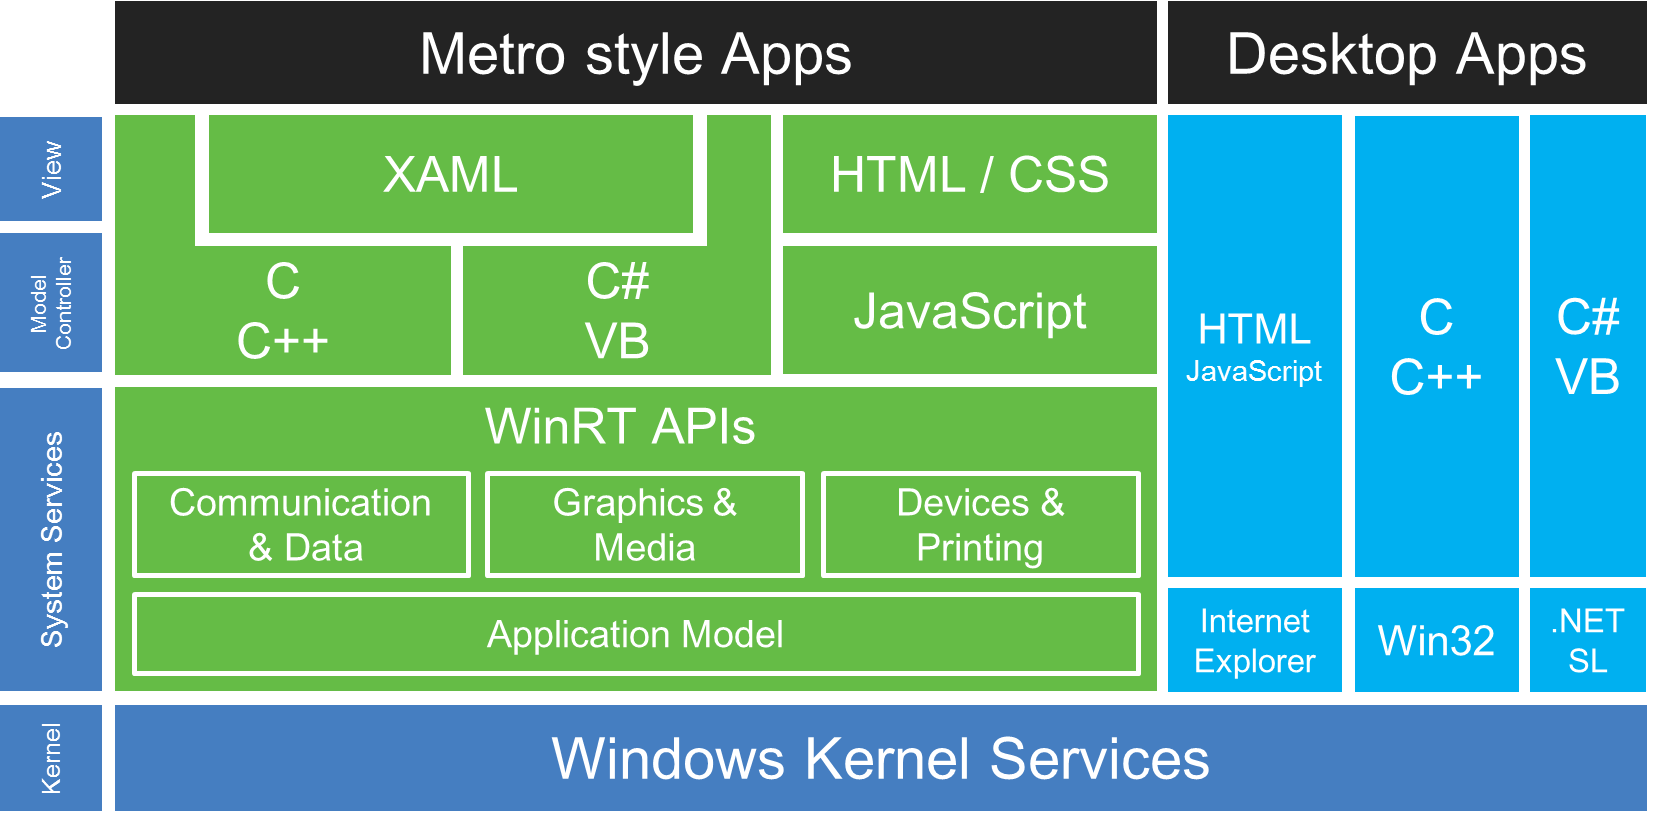 Metro style Apps
Desktop Apps
View
XAML
HTML / CSS
Model
Controller
C
C++
C#
VB
JavaScript
HTML
JavaScript
C
C++
C#
VB
System Services
WinRT APIs
Communication
& Data
Graphics &
Media
Devices &
Printing
Application Model
Internet
Explorer
Win32
.NET
SL
Kernel
Windows Kernel Services